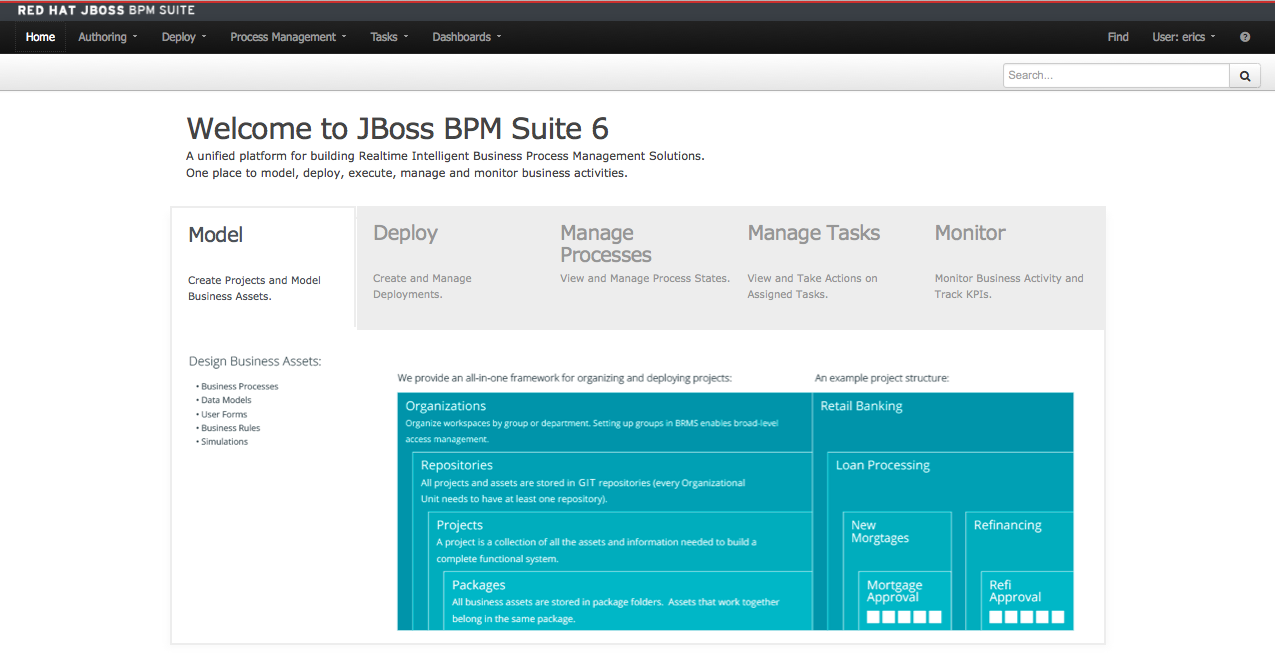 RED HAT JBOSS BPM SUITE
Home Authoring Deploy Process Management Tasks Dashboards Find User: erics ?
Search...
Welcome to JBoss BPM Suite 6
A unified platform for building Realtime Intelligent Business Process Management Solutions.
One place to model, deploy, execute, manage and monitor business activities.
Model
Create Projects and Model
Business Assets.
Deploy
Create and Manage
Deployments.
Manage
Processes
View and Manage Process States.
Manage Tasks
View and Take Actions on
Assigned Tasks.
Monitor
Monitor Business Activity and
Track KPIs.
Design Business Assets:
• Business Processes
• Data Models
• User Forms
• Business Rules
• Simulations
We provide an all-in-one framework for organizing and deploying projects:
Organizations
Organize workspaces by group or department. Setting up groups in BRMS enables broad-level
access management.
Repositories
All projects and assets are stored in GIT repositories (every Organizational
Unit needs to have at least one repository).
Projects
A project is a collection of all the assets and information needed to build a
complete functional system.
Packages
All business assets are stored in package folders. Assets that work together
belong in the same package.
An example project structure:
Retail Banking
Loan Processing
New
Morgtages
Mortgage
Approval
Refinancing
Refi
Approval